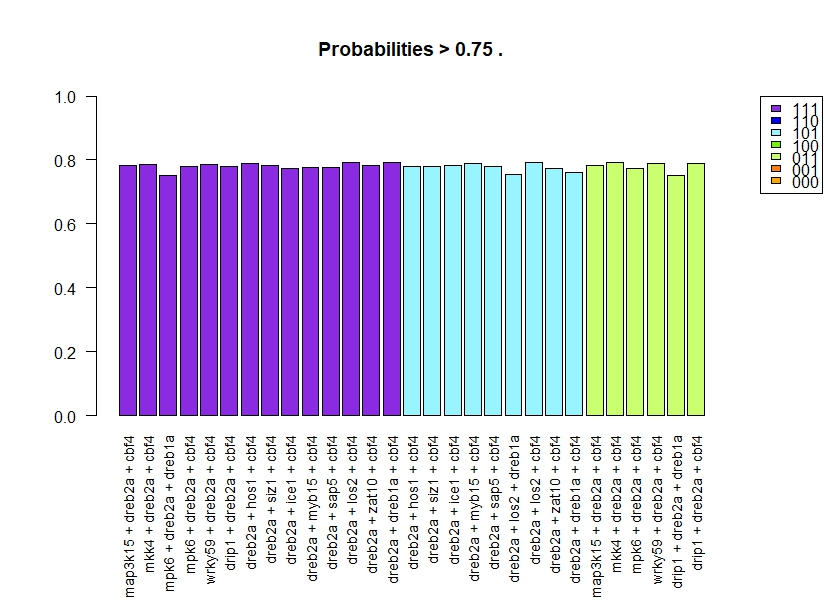 Probabilities > 0.75 .
1.0
0.8
0.6
0.4
0.2
0.0
111
110
101
100
011
001
000
map3k15 + dreb2a + cbf4
mkk4 + dreb2a + cbf4
mpk6 + dreb2a + dreb1a
mpk6 + dreb2a + cbf4
wrky59 + dreb2a + cbf4
drip1 + dreb2a + cbf4
dreb2a + hos1 + cbf4
dreb2a + siz1 + cbf4
dreb2a + ice1 + cbf4
dreb2a + myb15 + cbf4
dreb2a + sap5 + cbf4
dreb2a + los2 + cbf4
dreb2a + zat10 + cbf4
dreb2a + dreb1a + cbf4
dreb2a + hos1 + cbf4
dreb2a + siz1 + cbf4
dreb2a + ice1 + cbf4
dreb2a + myb15 + cbf4
dreb2a + sap5 + cbf4
dreb2a + los2 + dreb1a
dreb2a + los2 + cbf4
dreb2a + zat10 + cbf4
dreb2a + dreb1a + cbf4
map3k15 + dreb2a + cbf4
mkk4 + dreb2a + cbf4
mpk6 + dreb2a + cbf4
wrky59 + dreb2a + cbf4
drip1 + dreb2a + dreb1a
drip1 + dreb2a + cbf4